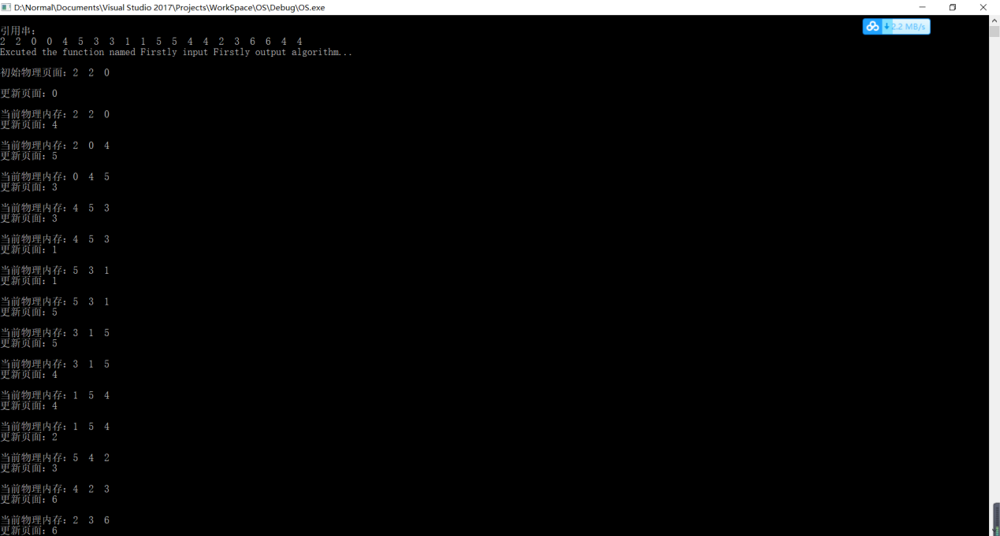 D:\Normal\Documents\Visual Studio 2017\Projects\WorkSpace\OS\Debug\OS.exe
2.2 MB/s
引用串:
2 2 0 0 4 5 3 3 1 1 5 5 4 4 2 3 6 6 4 4
Excuted the function named Firstly input Firstly output algorithm...
初始物理页面: 2 2 0
更新页面: 0
当前物理内存: 2 2 0
更新页面: 4
当前物理内存: 2 0 4
更新页面: 5
当前物理内存: 0 4 5
更新页面: 3
当前物理内存: 4 5 3
更新页面: 3
当前物理内存: 4 5 3
更新页面: 1
当前物理内存: 5 3 1
更新页面: 1
当前物理内存: 5 3 1
更新页面: 5
当前物理内存: 3 1 5
更新页面: 5
当前物理内存: 3 1 5
更新页面: 4
当前物理内存: 1 5 4
更新页面: 4
当前物理内存: 1 5 4
更新页面: 2
当前物理内存: 5 4 2
更新页面: 3
当前物理内存: 4 2 3
更新页面: 6
当前物理内存: 2 3 6
更新页面: 6